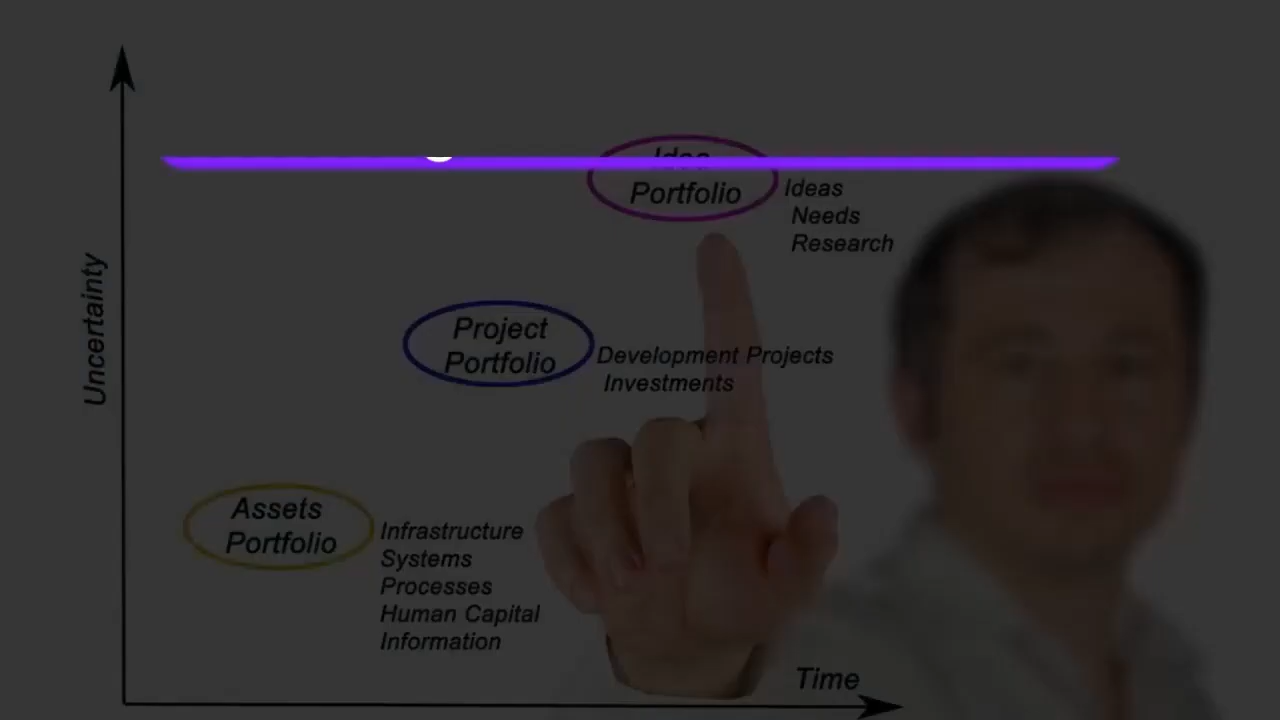 Idea
Portfolio
Ideas
Needs
Research
Uncertainty
Project
Portfolio
Development Projects
Investments
Assets
Portfolio
Infrastructure
Systems
Processes
Human Capital
Information
Time